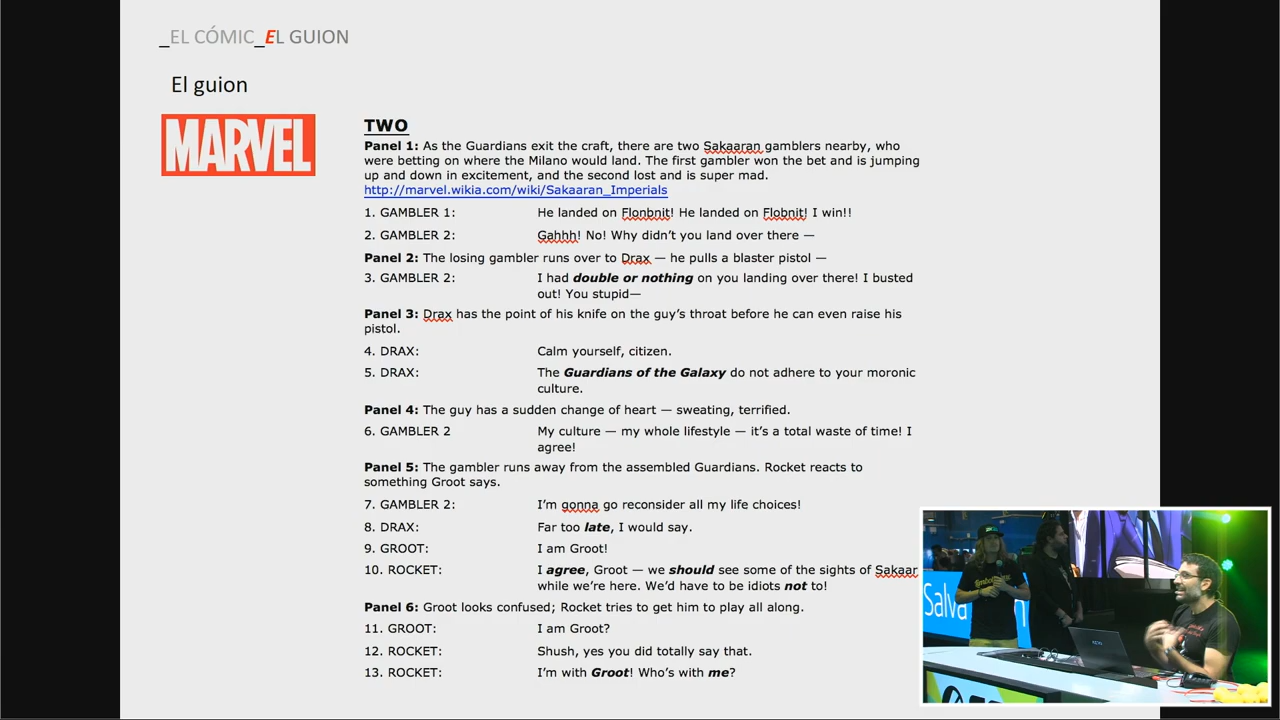 _EL CÓMIC_EL GUION
El guion
MARVEL
TWO
Panel 1: As the Guardians exit the craft, there are two Sakaaran gamblers nearby, who
were betting on where the Milano would land. The first gambler won the bet and is jumping
up and down in excitement, and the second lost and is super mad.
http://marvel.wikia.com/wiki/Sakaaran_Imperials
1. GAMBLER 1: He landed on Flonbnit! He landed on Flobnit! I win!!
2. GAMBLER 2: Gahhh! No! Why didn’t you land over there —
Panel 2: The losing gambler runs over to Drax — he pulls a blaster pistol —
3. GAMBLER 2: I had double or nothing on you landing over there! I busted
out! You stupid—
Panel 3: Drax has the point of his knife on the guy’s throat before he can even raise his
pistol.
4. DRAX: Calm yourself, citizen.
5. DRAX: The Guardians of the Galaxy do not adhere to your moronic
culture.
Panel 4: The guy has a sudden change of heart — sweating, terrified.
6. GAMBLER 2 My culture — my whole lifestyle — it’s a total waste of time! I
agree!
Panel 5: The gambler runs away from the assembled Guardians. Rocket reacts to
something Groot says.
7. GAMBLER 2: I’m gonna go reconsider all my life choices!
8. DRAX: Far too late, I would say.
9. GROOT: I am Groot!
10. ROCKET: I agree, Groot — we should see some of the sights of Sakaar
while we’re here. We’d have to be idiots not to!
Panel 6: Groot looks confused; Rocket tries to get him to play all along.
11. GROOT: I am Groot?
12. ROCKET: Shush, yes you did totally say that.
13. ROCKET: I’m with Groot! Who’s with me?
Salva